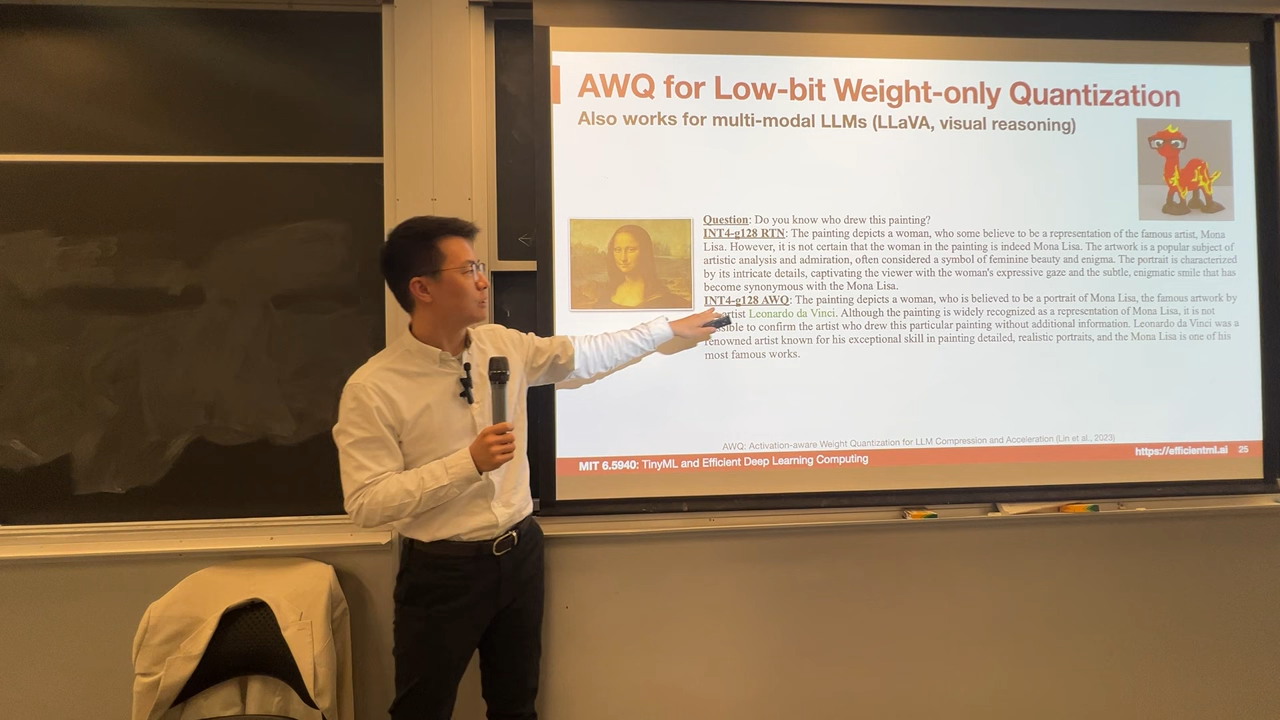 AWQ for Low-bit Weight-only Quantization
Also works for multi-modal LLMs (LLaVA, visual reasoning)
Question: Do you know who drew this painting?
INT4-g128 RTN: The painting depicts a woman, who some believe to be a representation of the famous artist, Mona
Lisa. However, it is not certain that the woman in the painting is indeed Mona Lisa. The artwork is a popular subject of
artistic analysis and admiration, often considered a symbol of feminine beauty and enigma. The portrait is characterized
by its intricate details, captivating the viewer with the woman's expressive gaze and the subtle, enigmatic smile that has
become synonymous with the Mona Lisa.
INT4-g128 AWQ: The painting depicts a woman, who is believed to be a portrait of Mona Lisa, the famous artwork by
artist Leonardo da Vinci. Although the painting is widely recognized as a representation of Mona Lisa, it is not
to confirm the artist who drew this particular painting without additional information. Leonardo da Vinci was a
renowned artist known for his exceptional skill in painting detailed, realistic portraits, and the Mona Lisa is one of his
most famous works.
AWQ: Activation-aware Weight Quantization for LLM Compression and Acceleration (Lin et al., 2023)
MIT 6.5940: TinyML and Efficient Deep Learning Computing
https://efficientml.ai 25